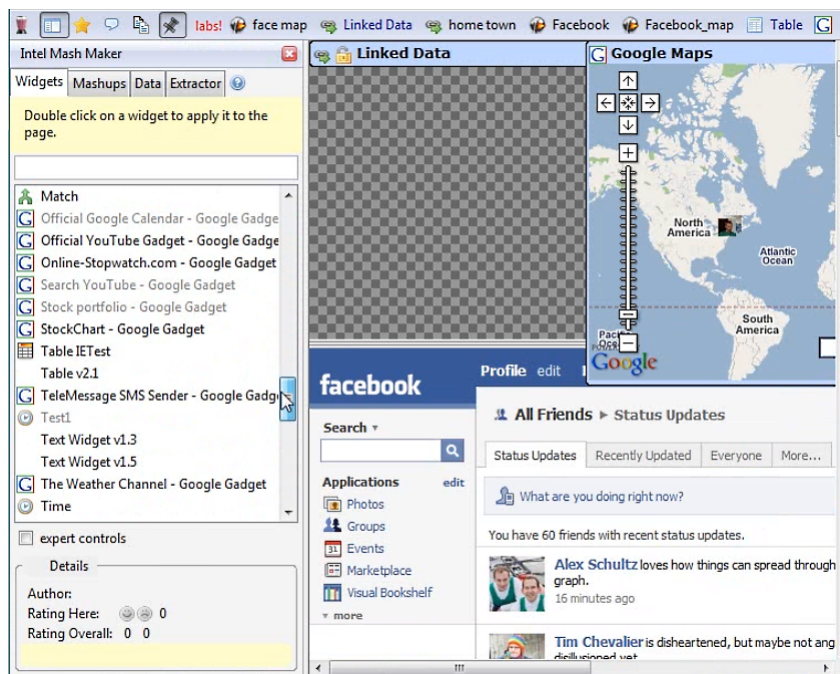 labs! face map Linked Data home town Facebook Facebook_map Table
Intel Mash Maker
Widgets Mashups Data Extractor
Double click on a widget to apply it to the
page.
Match
Official Google Calendar - Google Gadget
Official YouTube Gadget - Google Gadge
Online-Stopwatch.com - Google Gadget
Search YouTube - Google Gadget
Stock portfolio - Google Gadget
StockChart - Google Gadget
Table IETest
Table v2.1
TeleMessage SMS Sender - Google Gadg
Test1
Text Widget v1.3
Text Widget v1.5
The Weather Channel - Google Gadget
Time
expert controls
Details
Author:
Rating Here: 0
Rating Overall: 0 0
Linked Data
Google Maps
North
America
Atlantic
Ocean
South
America
Google
facebook
Profile edit
Search
Applications edit
Photos
Groups
31 Events
Marketplace
Visual Bookshelf
more
All Friends ▸ Status Updates
Status Updates Recently Updated Everyone More...
What are you doing right now?
You have 60 friends with recent status updates.
Alex Schultz loves how things can spread through
graph.
16 minutes ago
Tim Chevalier is disheartened, but maybe not ang
disillusioned yet